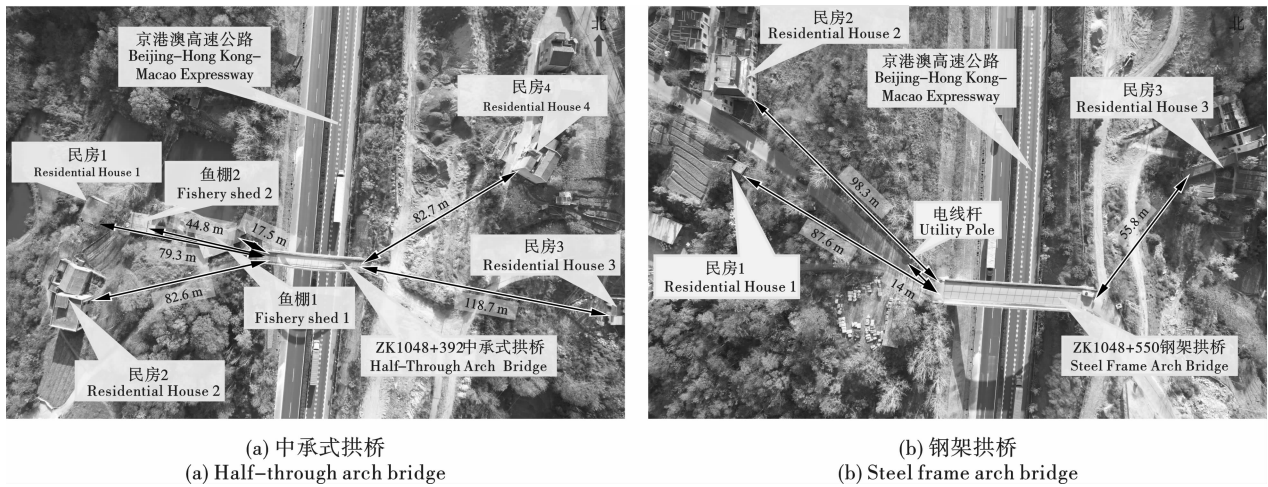 京港澳高速公路
Beijing-Hong Kong-
Macao Expressway
北
民房4
Residential House 4
民房1
Residential House 1
鱼棚2
Fishery shed 2
44.8 m
17.5 m
79.3 m
82.7 m
82.6 m
鱼棚1
Fishery shed 1
民房3
Residential House 3
118.7 m
ZK1048+392中承式拱桥
Half-Through Arch Bridge
民房2
Residential House 2
(a) 中承式拱桥
(a) Half-through arch bridge
民房2
Residential House 2
京港澳高速公路
Beijing-Hong Kong-
Macao Expressway
北
民房3
Residential House 3
98.3 m
电线杆
Utility Pole
87.6 m
14 m
55.8 m
民房1
Residential House 1
ZK1048+550钢架拱桥
Steel Frame Arch Bridge
(b) 钢架拱桥
(b) Steel frame arch bridge